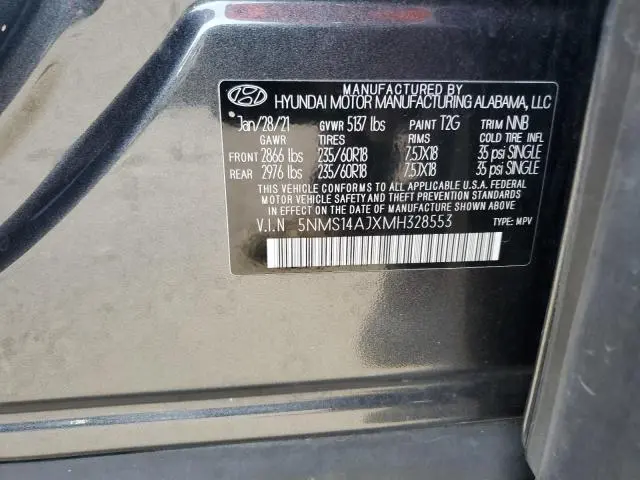 MANUFACTURED BY
HYUNDAI MOTOR MANUFACTURING ALABAMA, LLC
Jan/28/21 GVWR 5137 lbs PAINT T2G TRIM NNB
GAWR TIRES RIMS COLD TIRE INFL
FRONT 2866 lbs 235/60R18 7.5JX18 35 psi SINGLE
REAR 2976 lbs 235/60R18 7.5JX18 35 psi SINGLE
THIS VEHICLE CONFORMS TO ALL APPLICABLE U.S.A. FEDERAL
MOTOR VEHICLE SAFETY, BUMPER, AND THEFT PREVENTION
STANDARDS IN EFFECT ON THE DATE OF MANUFACTURE SHOWN ABOVE
V.I.N 5NMS14AJXMH328553 TYPE: MPV